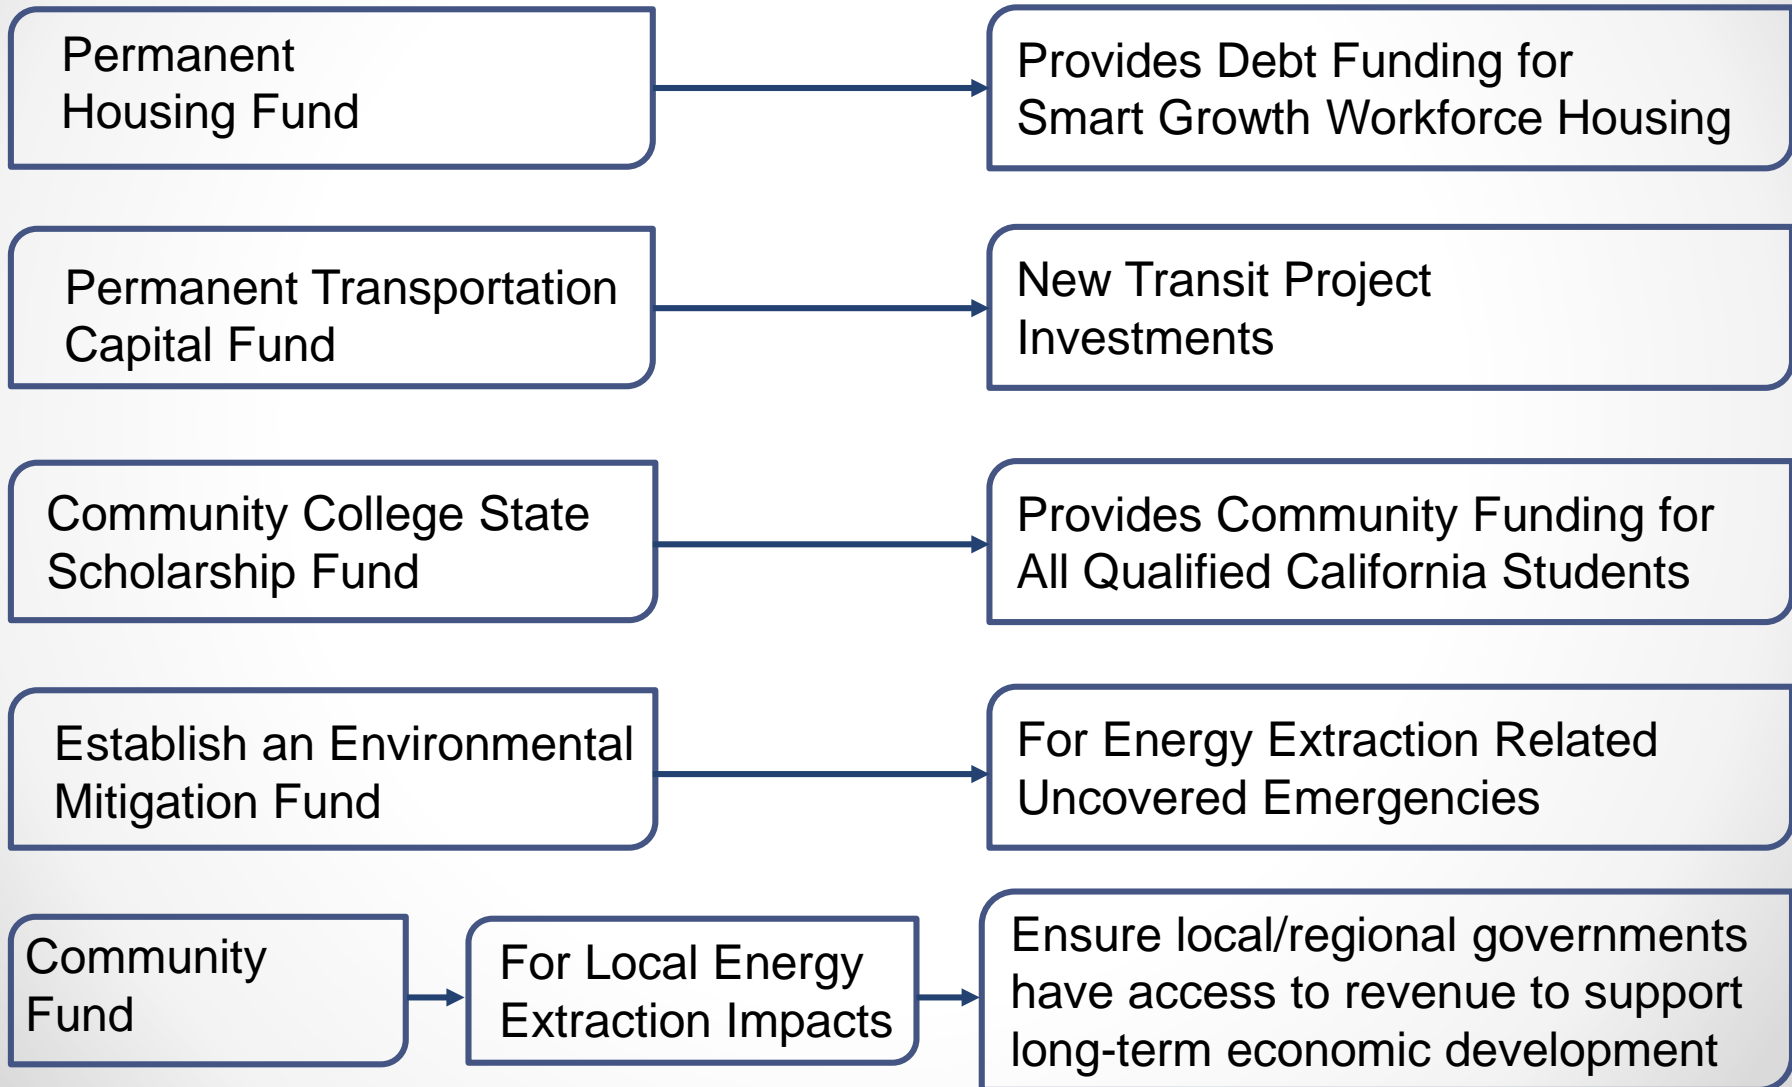 Permanent
Housing Fund
Provides Debt Funding for
Smart Growth Workforce Housing
Permanent Transportation
Capital Fund
New Transit Project
Investments
Community College State
Scholarship Fund
Provides Community Funding for
All Qualified California Students
Establish an Environmental
Mitigation Fund
For Energy Extraction Related
Uncovered Emergencies
Community
Fund
For Local Energy
Extraction Impacts
Ensure local/regional governments
have access to revenue to support
long-term economic development